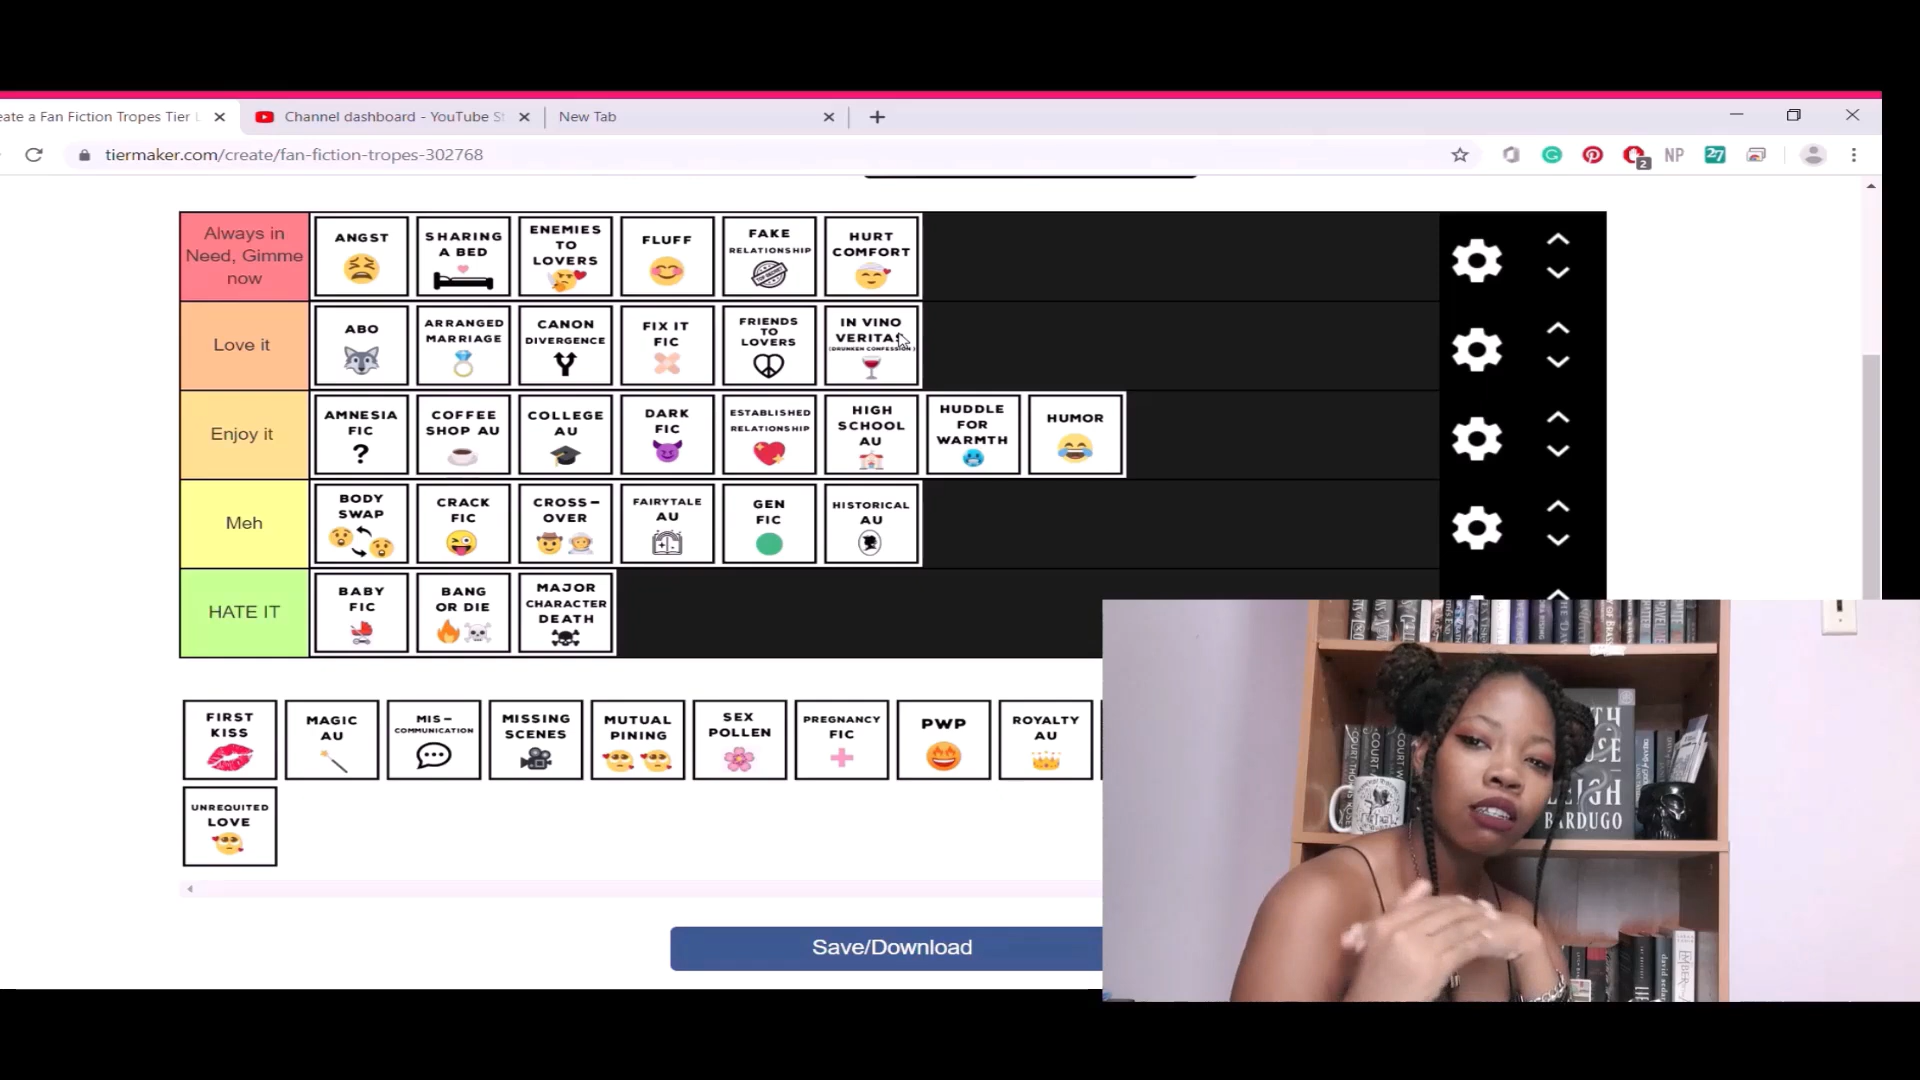 eate a Fan Fiction Tropes Tier L
Channel dashboard - YouTube St
New Tab
tiermaker.com/create/fan-fiction-tropes-302768
2
NP
27
Always in
Need, Gimme
now
ANGST
SHARING
A BED
ENEMIES
TO
LOVERS
FLUFF
FAKE
RELATIONSHIP
HURT
COMFORT
Love it
ABO
ARRANGED
MARRIAGE
CANON
DIVERGENCE
FIX IT
FIC
FRIENDS
TO
LOVERS
IN VINO
VERITAS
(DRUNKEN CONFESSION)
Enjoy it
AMNESIA
FIC
?
COFFEE
SHOP AU
COLLEGE
AU
DARK
FIC
ESTABLISHED
RELATIONSHIP
HIGH
SCHOOL
AU
HUDDLE
FOR
WARMTH
HUMOR
Meh
BODY
SWAP
CRACK
FIC
CROSS-
OVER
FAIRYTALE
AU
GEN
FIC
HISTORICAL
AU
HATE IT
BABY
FIC
BANG
OR DIE
MAJOR
CHARACTER
DEATH
FIRST
KISS
MAGIC
AU
MIS-
COMMUNICATION
MISSING
SCENES
MUTUAL
PINING
SEX
POLLEN
PREGNANCY
FIC
PWP
ROYALTY
AU
UNREQUITED
LOVE
Save/Download
LEIGH
BARDUGO